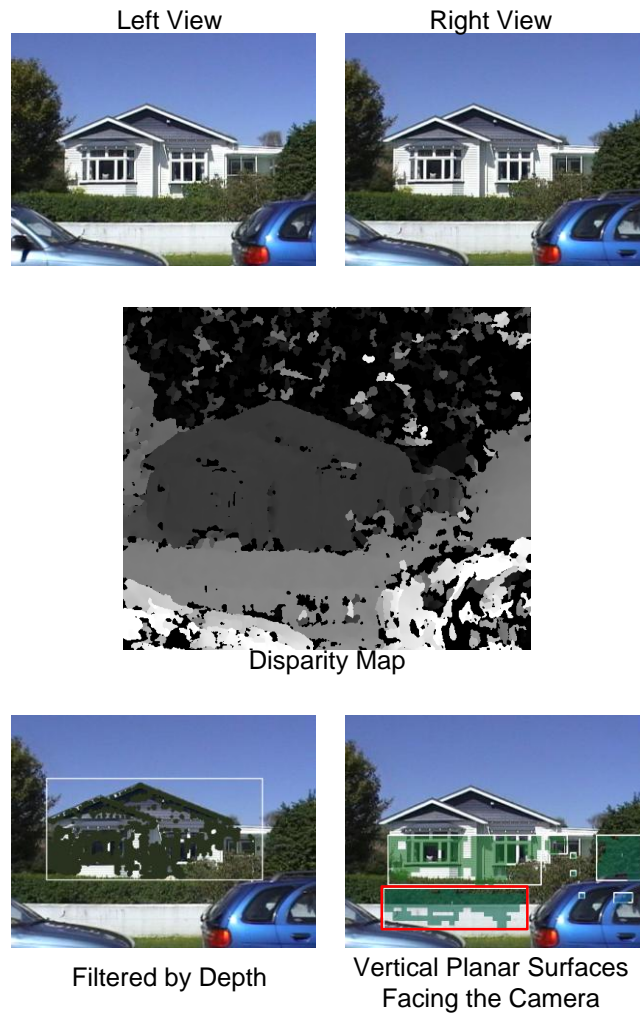 Left View
Right View
Disparity Map
Filtered by Depth
Vertical Planar Surfaces
Facing the Camera